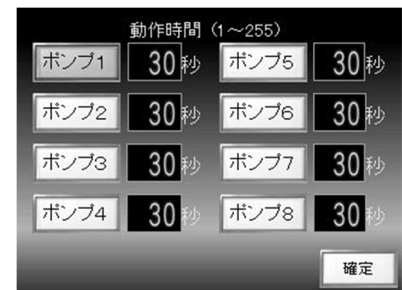 動作時間（1～255）
ポンプ1 30秒 ポンプ5 30秒
ポンプ2 30秒 ポンプ6 30秒
ポンプ3 30秒 ポンプ7 30秒
ポンプ4 30秒 ポンプ8 30秒
確定